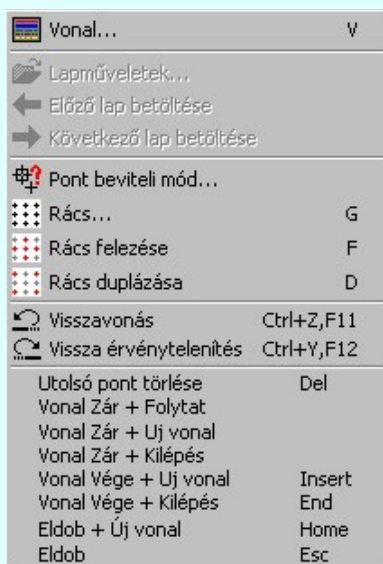 Vonal... V
Lapműveletek...
Előző lap betöltése
Következő lap betöltése
Pont beviteli mód...
Rács... G
Rács felezése F
Rács duplázása D
Visszavonás Ctrl+Z,F11
Vissza érvénytelenítés Ctrl+Y,F12
Utolsó pont törlése Del
Vonal Zár + Folytat
Vonal Zár + Uj vonal
Vonal Zár + Kilépés
Vonal Vége + Uj vonal Insert
Vonal Vége + Kilépés End
Eldob + Új vonal Home
Eldob Esc